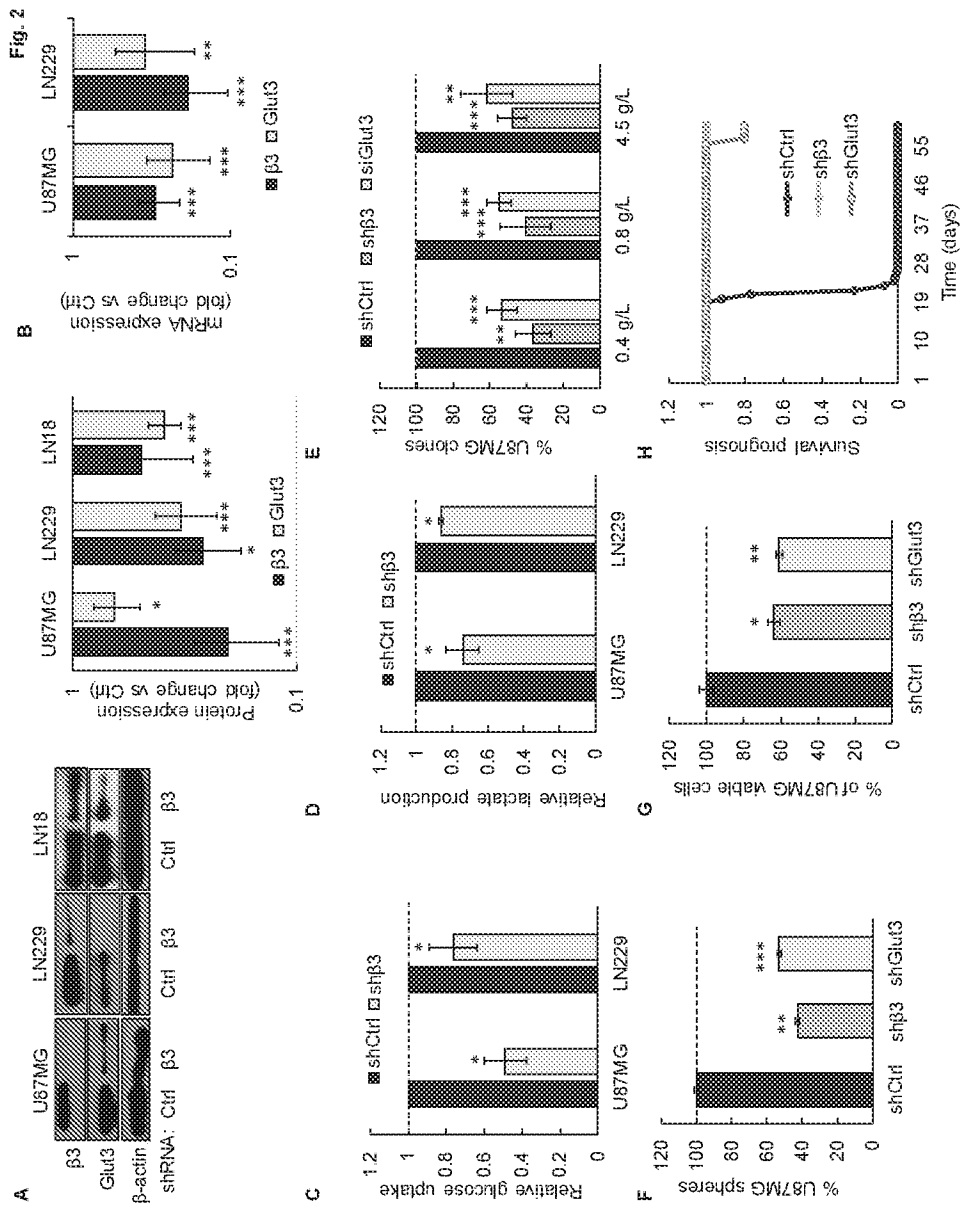 Fig. 2
A
U87MG LN229 LN18
β3
Glut3
β-actin
shRNA: Ctrl β3 Ctrl β3 Ctrl β3
U87MG LN229 LN18
1
0.1
Protein expression
(fold change vs Ctrl)
*** * * *** *** ***
β3 Glut3
B
U87MG LN229
1
0.1
mRNA expression
(fold change vs Ctrl)
*** *** *** **
β3 Glut3
C
shCtrl shβ3
Relative glucose uptake
1.2
1
0.8
0.6
0.4
0.2
0
* *
U87MG LN229
D
shCtrl shβ3
Relative lactate production
1.2
1
0.8
0.6
0.4
0.2
0
* *
U87MG LN229
E
shCtrl shβ3 siGlut3
% U87MG clones
120
100
80
60
40
20
0
** *** *** *** *** **
0.4 g/L 0.8 g/L 4.5 g/L
F
% U87MG spheres
120
100
80
60
40
20
0
** ***
shCtrl shβ3 shGlut3
G
% of U87MG viable cells
120
100
80
60
40
20
0
* **
shCtrl shβ3 shGlut3
H
Survival prognosis
1.2
1
0.8
0.6
0.4
0.2
0
shCtrl
shβ3
shGlut3
1 10 19 28 37 46 55
Time (days)